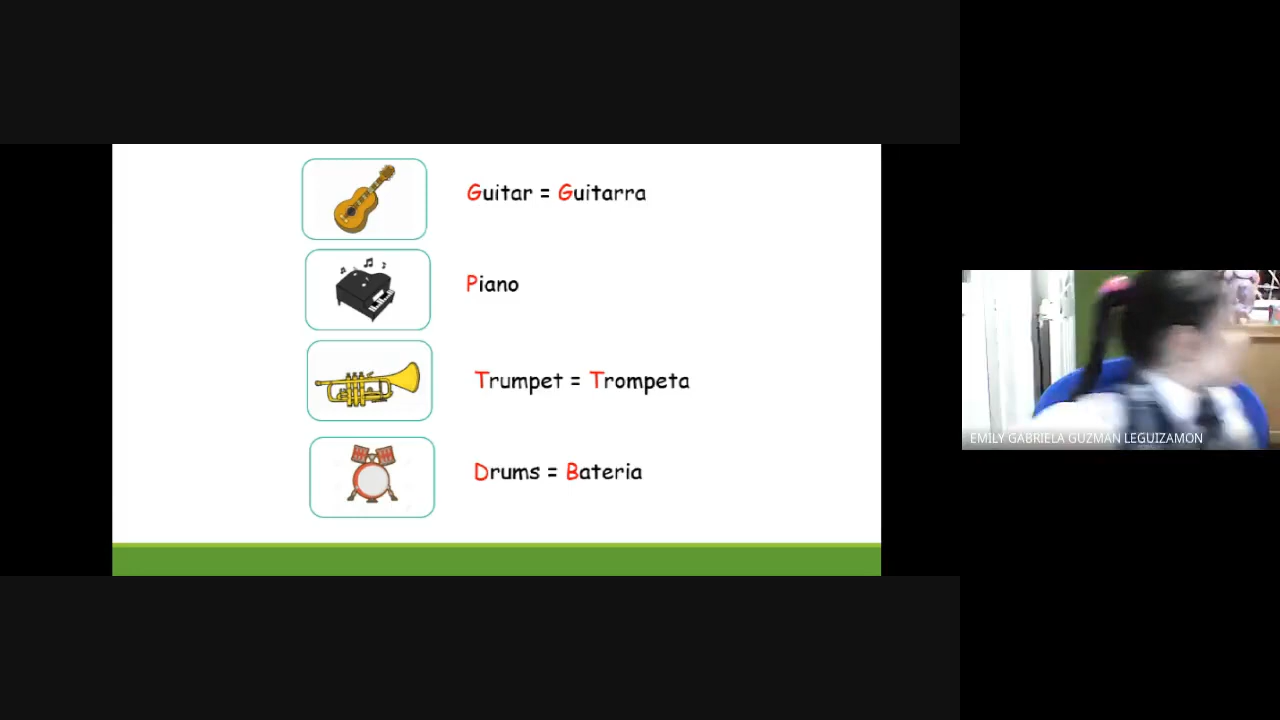 Guitar = Guitarra
Piano
Trumpet = Trompeta
Drums = Bateria
EMILY GABRIELA GUZMAN LEGUIZAMON